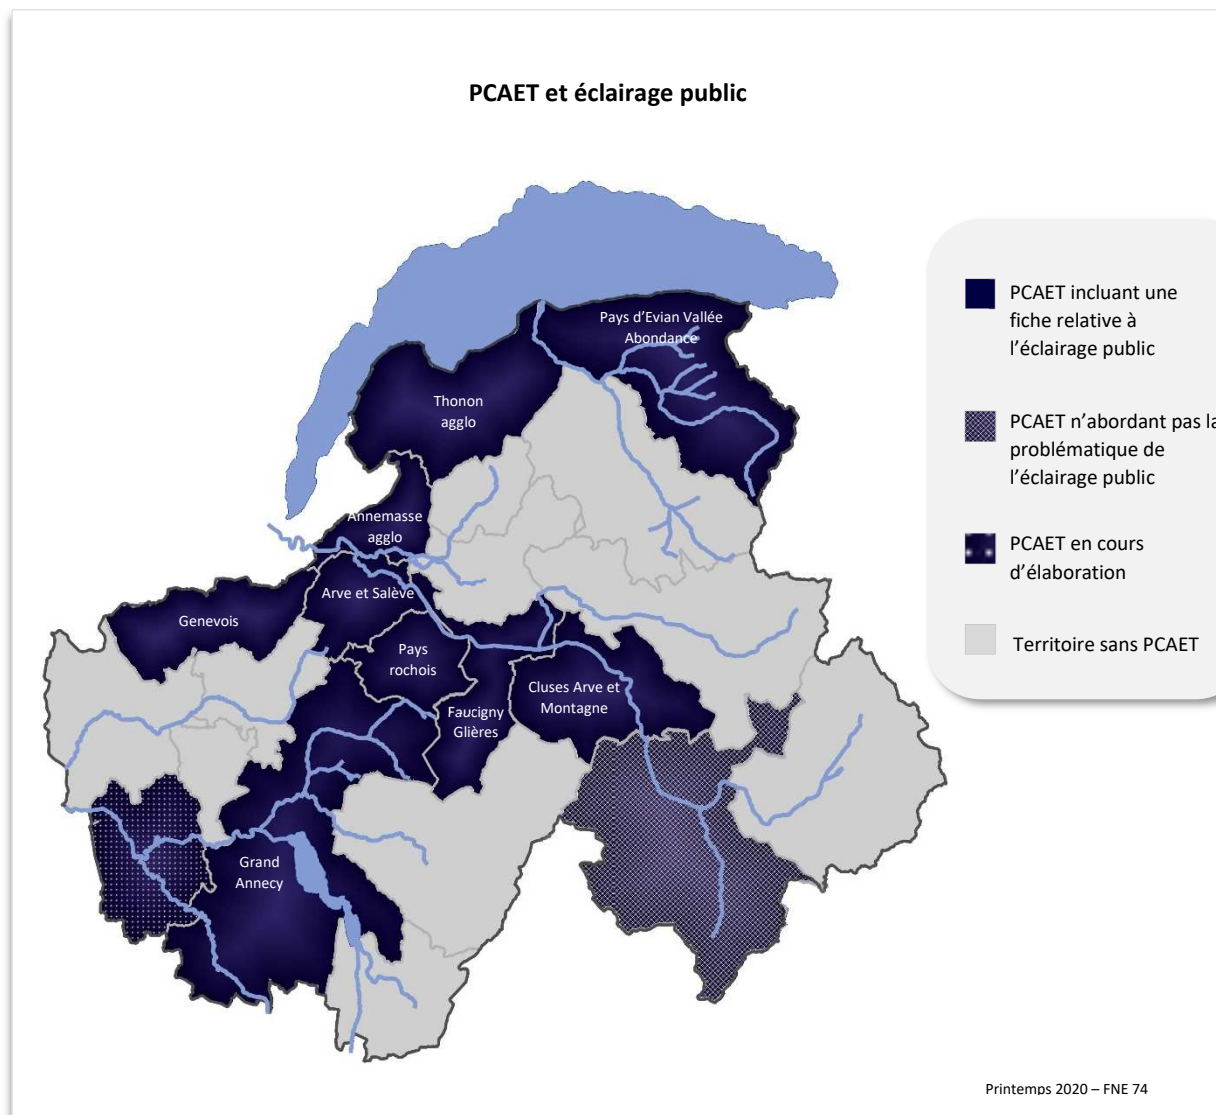 PCAET et éclairage public
Pays d’Evian Vallée
Abondance
Thonon
agglo
Annemasse
agglo
Arve et Salève
Genevois
Pays
rochois
Cluses Arve et
Montagne
Faucigny
Glières
Grand
Annecy
PCAET incluant une
fiche relative à
l’éclairage public
PCAET n’abordant pas la
problématique de
l’éclairage public
PCAET en cours
d’élaboration
Territoire sans PCAET
Printemps 2020 – FNE 74